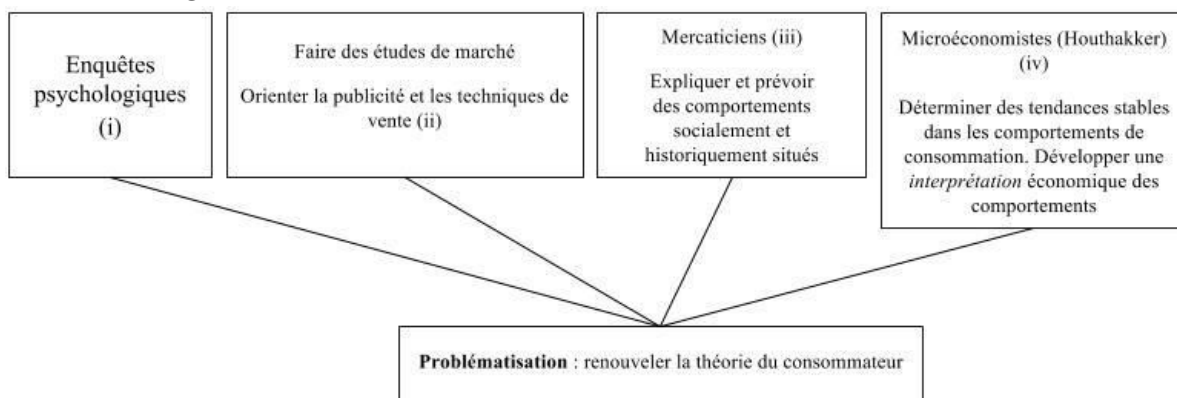 Enquêtes
psychologiques
(i)
Faire des études de marché
Orienter la publicité et les techniques de
vente (ii)
Mercaticiens (iii)
Expliquer et prévoir
des comportements
socialement et
historiquement situés
Microéconomistes (Houthakker)
(iv)
Déterminer des tendances stables
dans les comportements de
consommation. Développer une
interprétation économique des
comportements
Problématisation : renouveler la théorie du consommateur